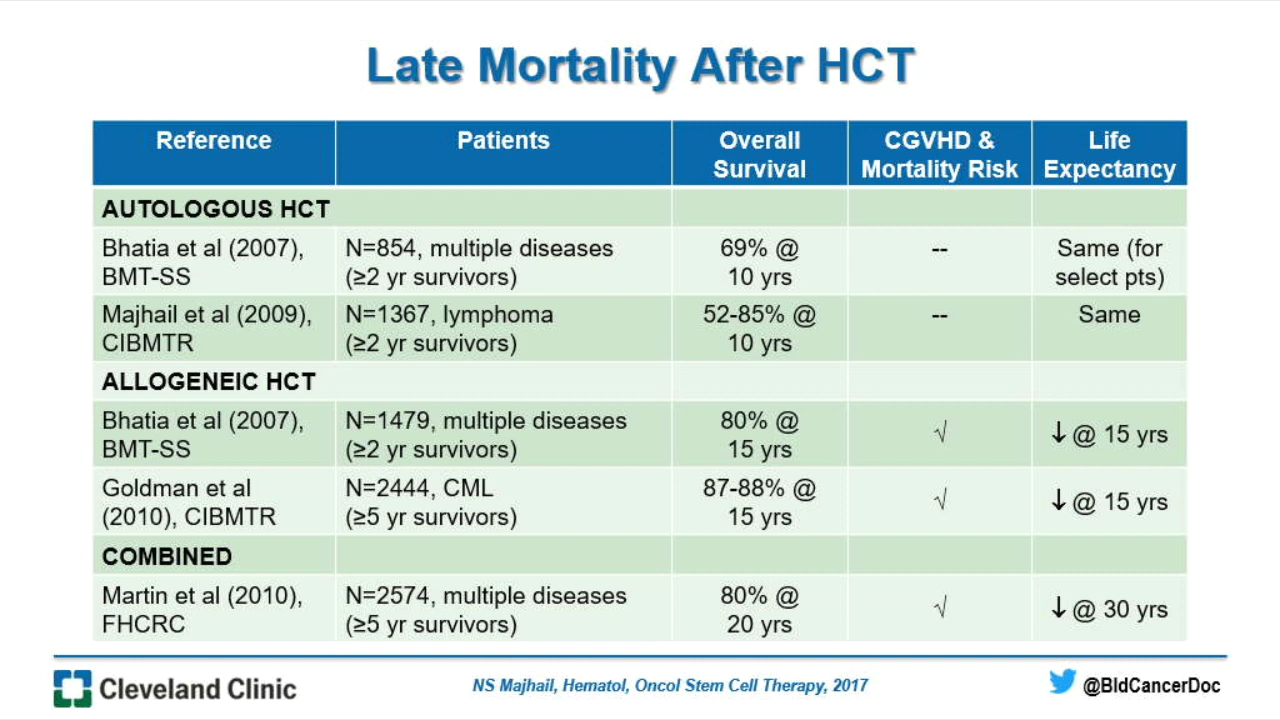 Late Mortality After HCT
Reference Patients Overall Survival CGVHD & Mortality Risk Life Expectancy
AUTOLOGOUS HCT
Bhatia et al (2007), BMT-SS N=854, multiple diseases (≥2 yr survivors) 69% @ 10 yrs -- Same (for select pts)
Majhail et al (2009), CIBMTR N=1367, lymphoma (≥2 yr survivors) 52-85% @ 10 yrs -- Same
ALLOGENEIC HCT
Bhatia et al (2007), BMT-SS N=1479, multiple diseases (≥2 yr survivors) 80% @ 15 yrs √ ↓ @ 15 yrs
Goldman et al (2010), CIBMTR N=2444, CML (≥5 yr survivors) 87-88% @ 15 yrs √ ↓ @ 15 yrs
COMBINED
Martin et al (2010), FHCRC N=2574, multiple diseases (≥5 yr survivors) 80% @ 20 yrs √ ↓ @ 30 yrs
Cleveland Clinic
NS Majhail, Hematol, Oncol Stem Cell Therapy, 2017
@BldCancerDoc